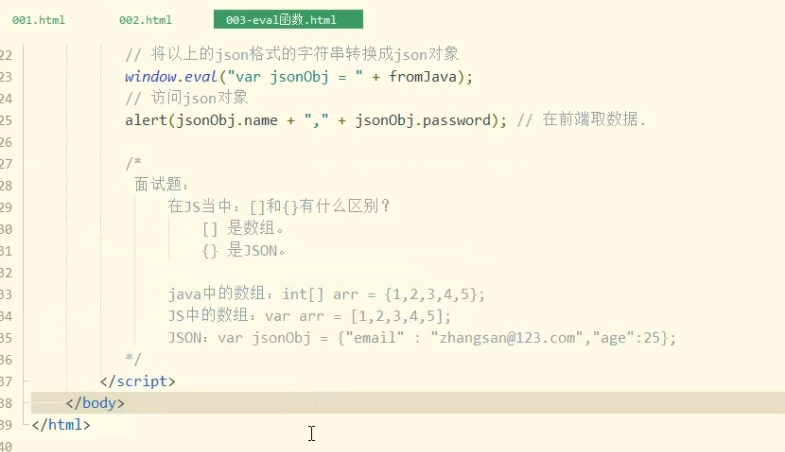 001.html 002.html 003-eval函数.html
22 // 将以上的json格式的字符串转换成json对象
23 window.eval("var jsonObj = " + fromJava);
24 // 访问json对象
25 alert(jsonObj.name + "," + jsonObj.password); // 在前端取数据.
26
27 /*
28 面试题：
29 在JS当中：[]和{}有什么区别？
30 [] 是数组。
31 {} 是JSON。
32
33 java中的数组：int[] arr = {1,2,3,4,5};
34 JS中的数组：var arr = [1,2,3,4,5];
35 JSON：var jsonObj = {"email" : "zhangsan@123.com","age":25};
36 */
37 </script>
38 </body>
39 </html>
40